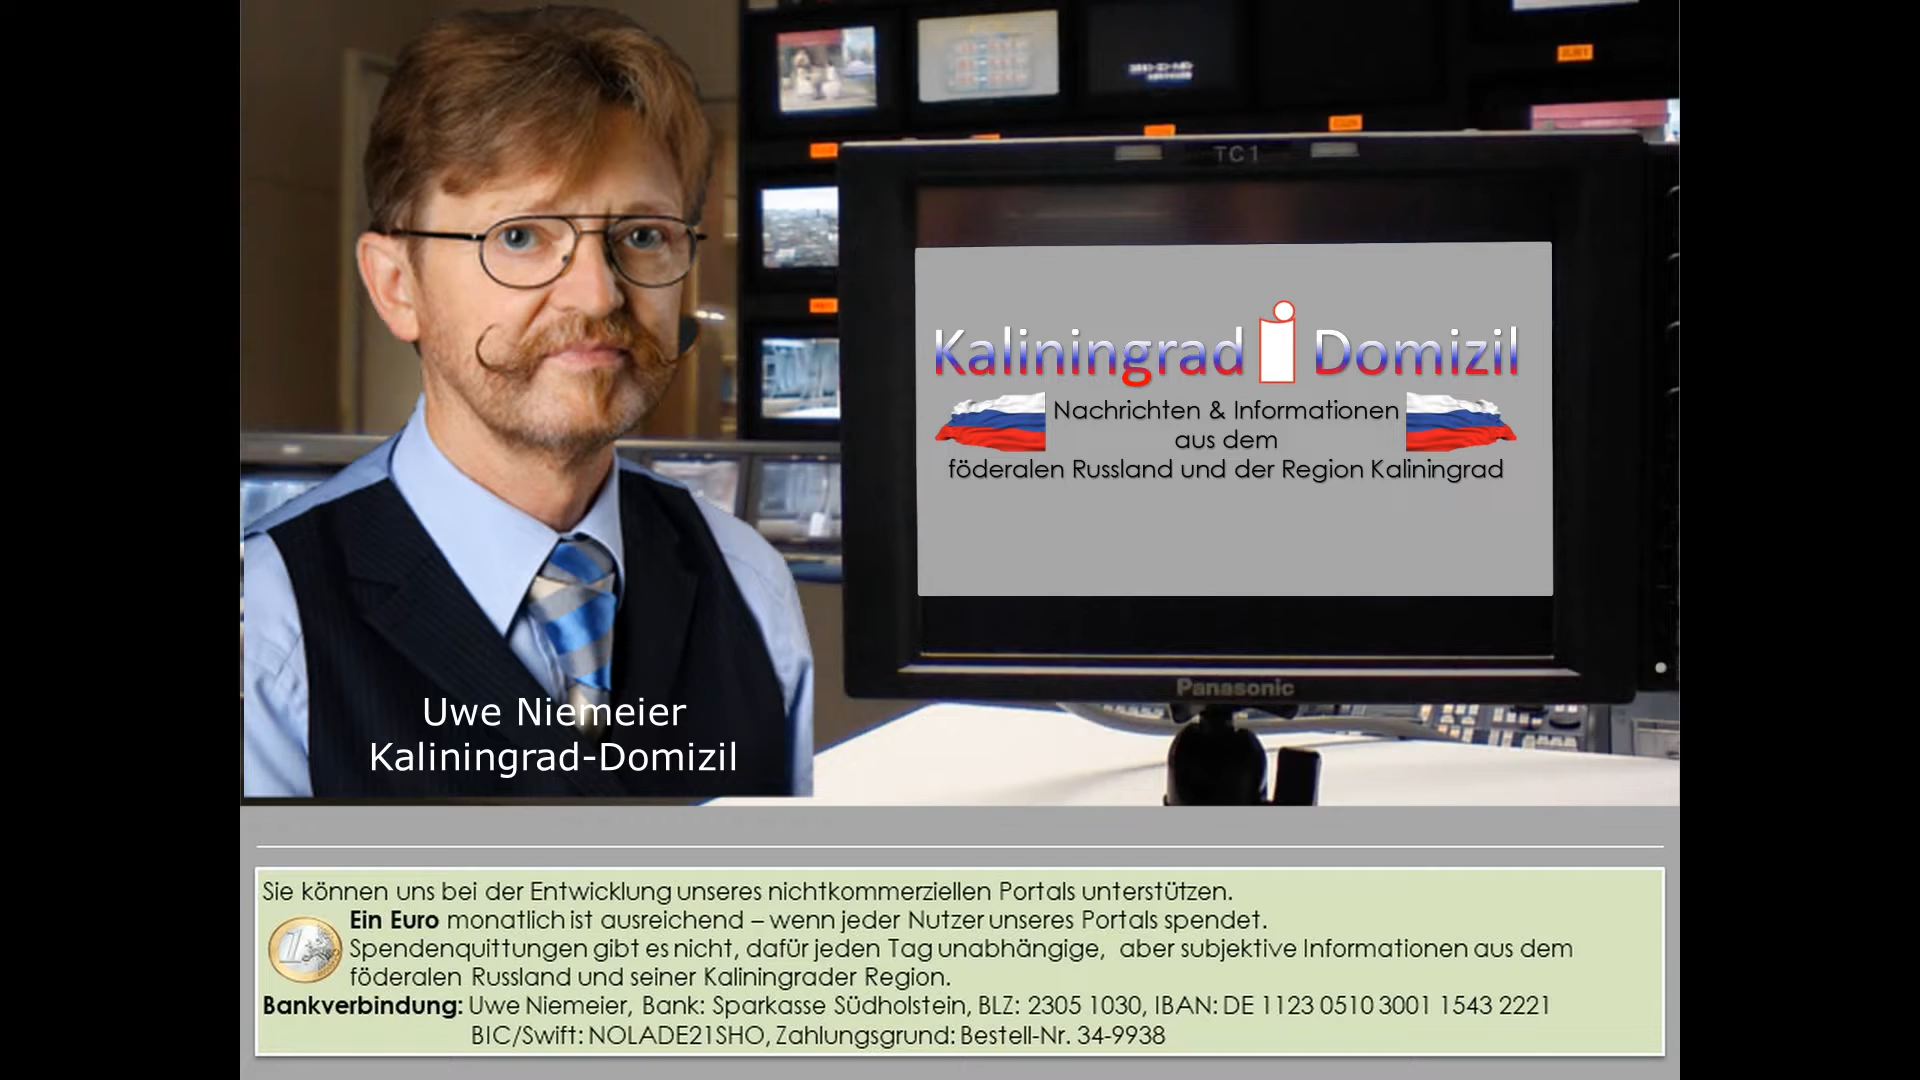 TC1
Kaliningrad i Domizil
Nachrichten & Informationen
aus dem
föderalen Russland und der Region Kaliningrad
Panasonic
Uwe Niemeier
Kaliningrad-Domizil
Sie können uns bei der Entwicklung unseres nichtkommerziellen Portals unterstützen.
Ein Euro monatlich ist ausreichend – wenn jeder Nutzer unseres Portals spendet.
Spendenquittungen gibt es nicht, dafür jeden Tag unabhängige, aber subjektive Informationen aus dem
föderalen Russland und seiner Kaliningrader Region.
Bankverbindung: Uwe Niemeier, Bank: Sparkasse Südholstein, BLZ: 2305 1030, IBAN: DE 1123 0510 3001 1543 2221
BIC/Swift: NOLADE21SHO, Zahlungsgrund: Bestell-Nr. 34-9938